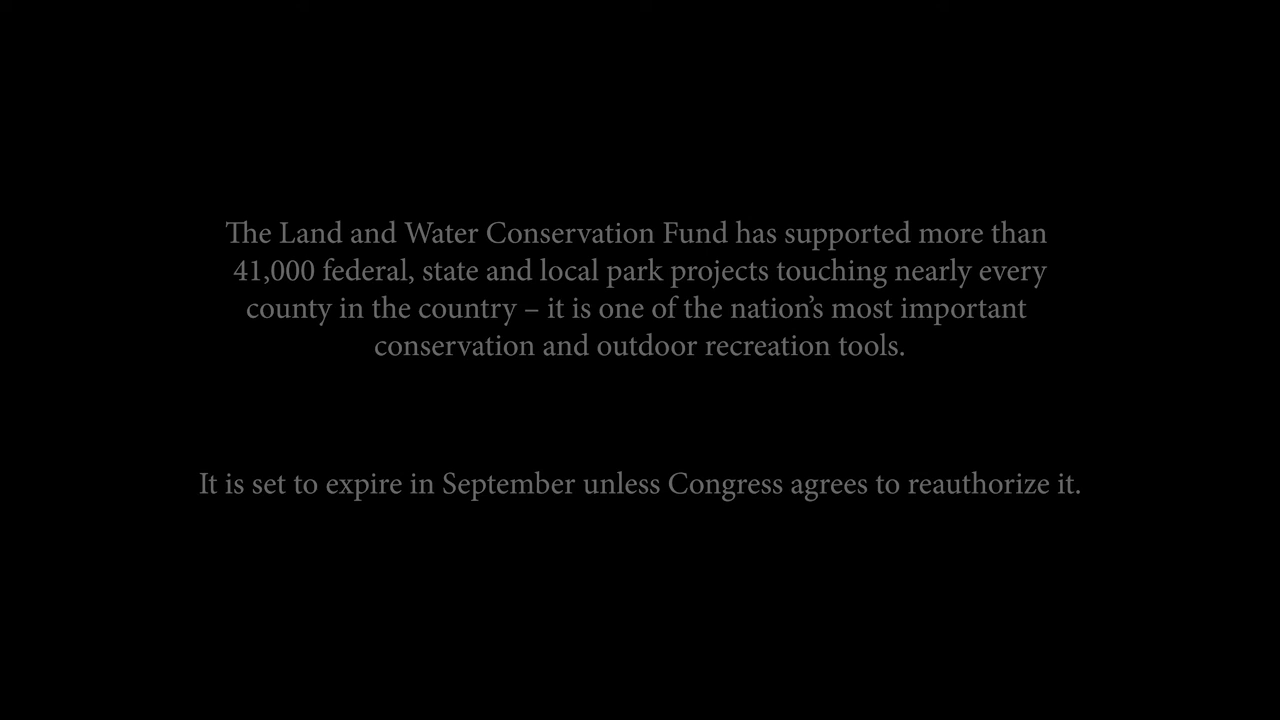 The Land and Water Conservation Fund has supported more than
41,000 federal, state and local park projects touching nearly every
county in the country – it is one of the nation’s most important
conservation and outdoor recreation tools.
It is set to expire in September unless Congress agrees to reauthorize it.